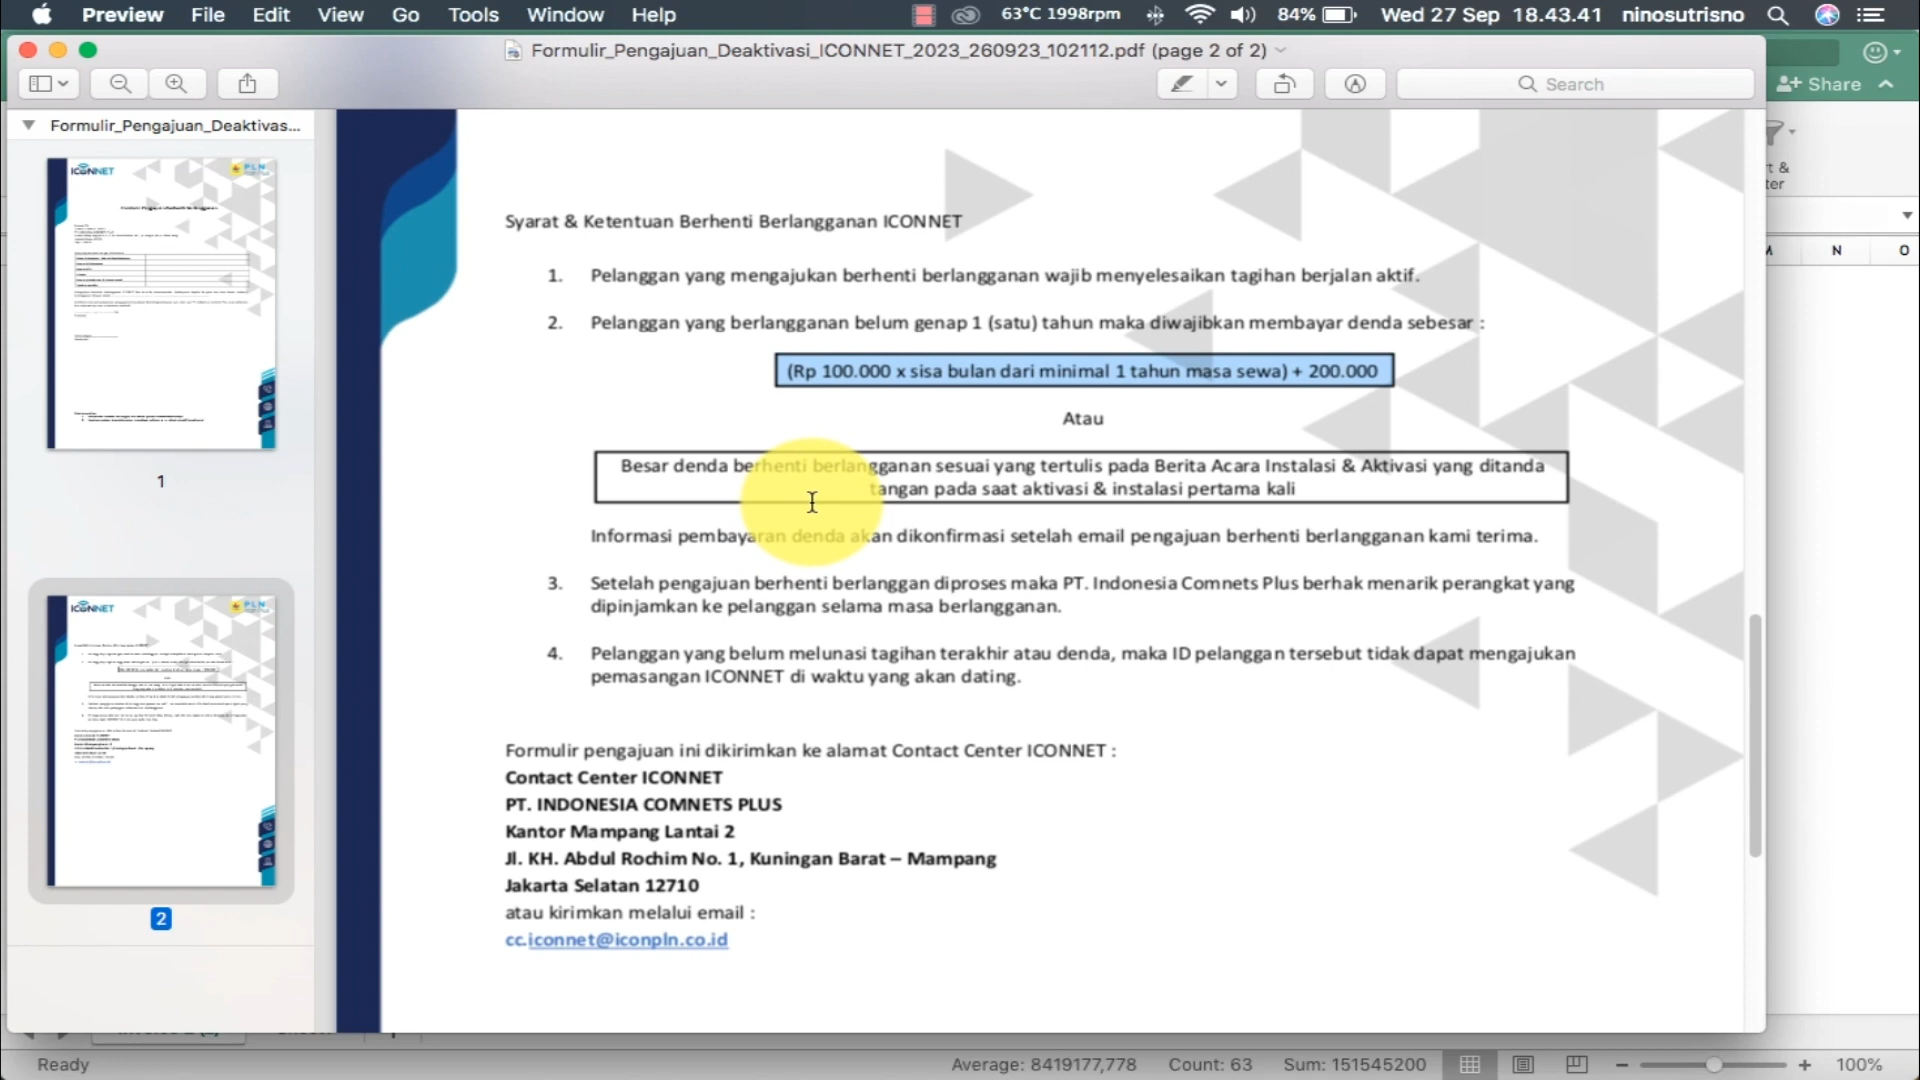 Preview File Edit View Go Tools Window Help 63°C 1998rpm 84% Wed 27 Sep 18.43.41 ninosutrisno
Formulir_Pengajuan_Deaktivasi_ICONNET_2023_260923_102112.pdf (page 2 of 2)
Search
Share
Formulir_Pengajuan_Deaktivas...
ICONNET PLN
1
ICONNET PLN
2
Syarat & Ketentuan Berhenti Berlangganan ICONNET
1. Pelanggan yang mengajukan berhenti berlangganan wajib menyelesaikan tagihan berjalan aktif.
2. Pelanggan yang berlangganan belum genap 1 (satu) tahun maka diwajibkan membayar denda sebesar :
(Rp 100.000 x sisa bulan dari minimal 1 tahun masa sewa) + 200.000
Atau
Besar denda berhenti berlangganan sesuai yang tertulis pada Berita Acara Instalasi & Aktivasi yang ditanda
tangan pada saat aktivasi & instalasi pertama kali
Informasi pembayaran denda akan dikonfirmasi setelah email pengajuan berhenti berlangganan kami terima.
3. Setelah pengajuan berhenti berlanggan diproses maka PT. Indonesia Comnets Plus berhak menarik perangkat yang
dipinjamkan ke pelanggan selama masa berlangganan.
4. Pelanggan yang belum melunasi tagihan terakhir atau denda, maka ID pelanggan tersebut tidak dapat mengajukan
pemasangan ICONNET di waktu yang akan dating.
Formulir pengajuan ini dikirimkan ke alamat Contact Center ICONNET :
Contact Center ICONNET
PT. INDONESIA COMNETS PLUS
Kantor Mampang Lantai 2
Jl. KH. Abdul Rochim No. 1, Kuningan Barat – Mampang
Jakarta Selatan 12710
atau kirimkan melalui email :
cc.iconnet@iconpln.co.id
N O
Ready Average: 8419177,778 Count: 63 Sum: 151545200 100%